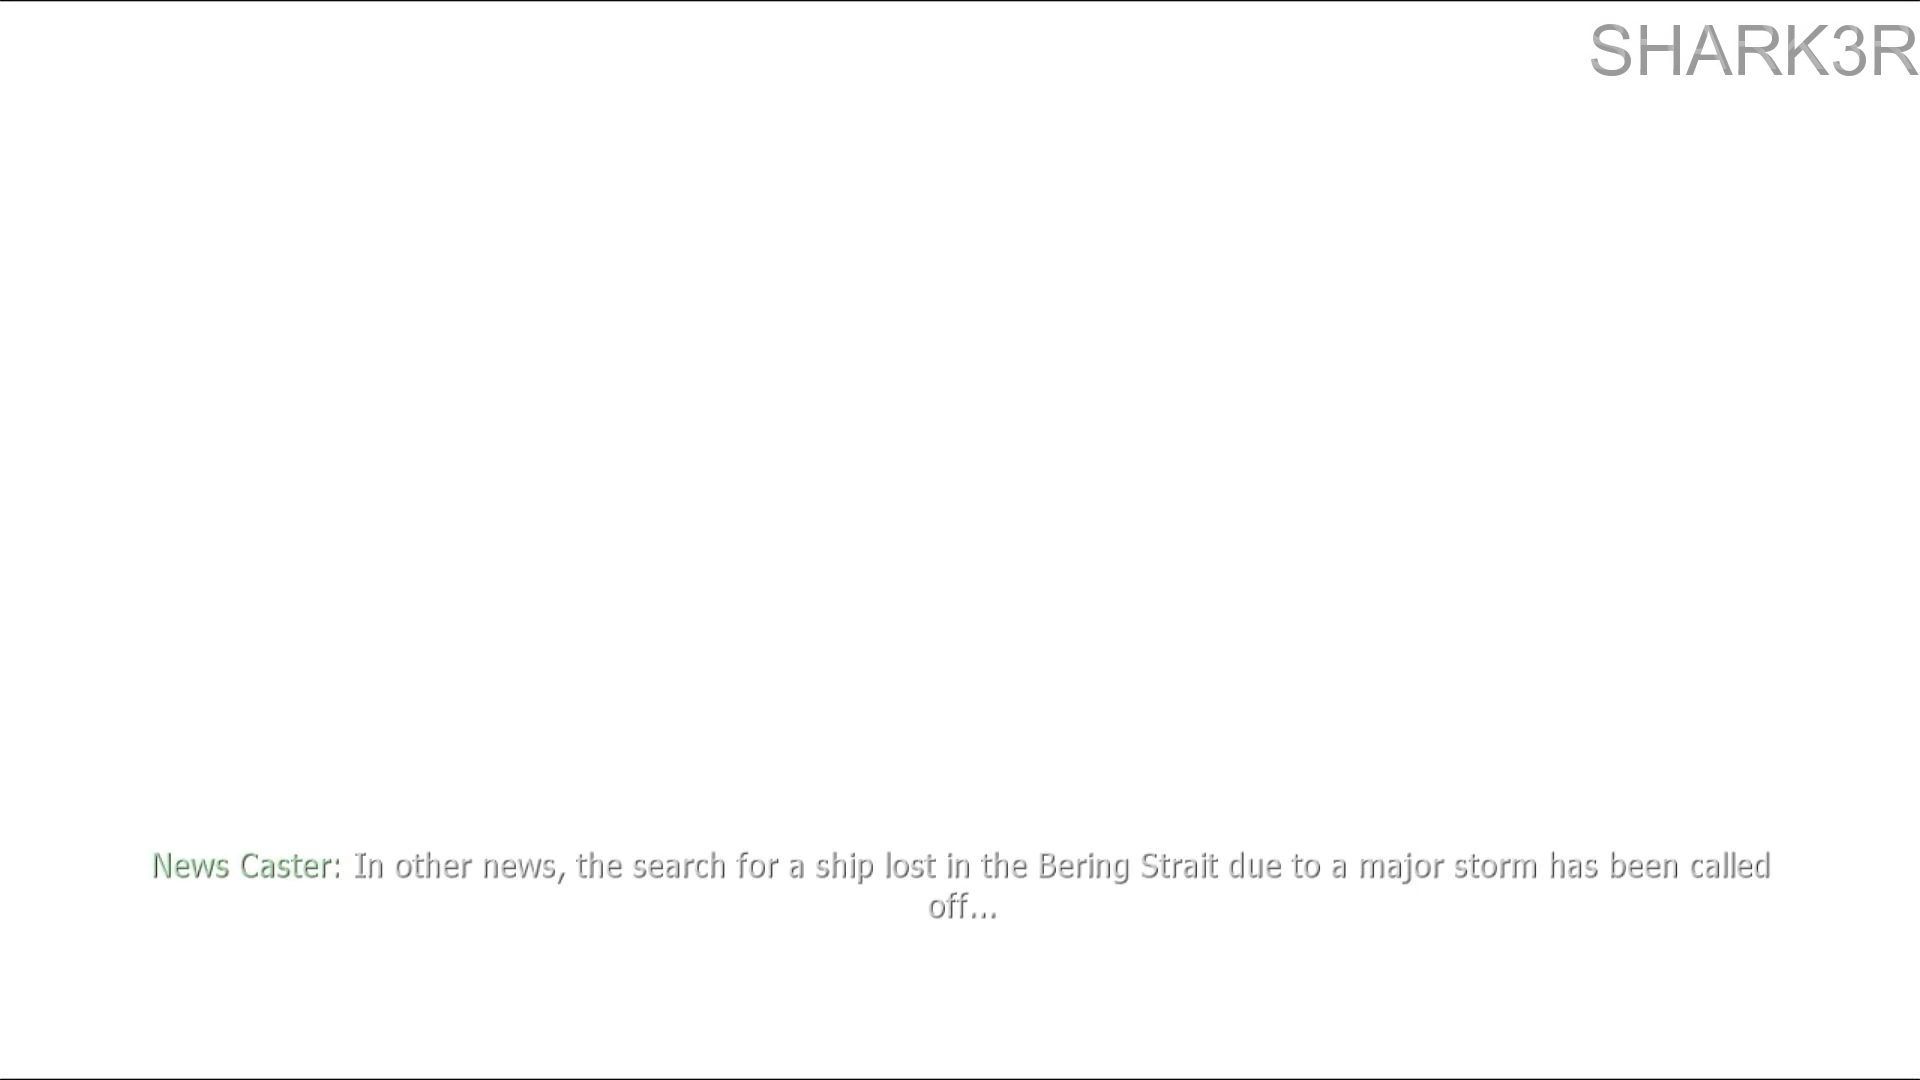 SHARK3R
News Caster: In other news, the search for a ship lost in the Bering Strait due to a major storm has been called
off...